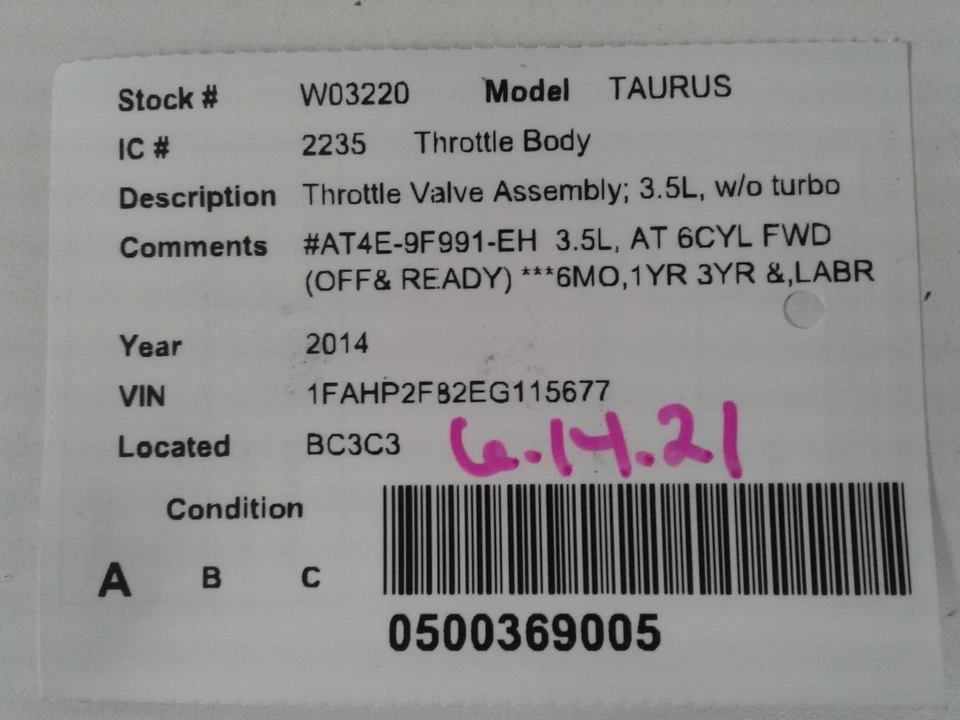 Stock # W03220 Model TAURUS
IC # 2235 Throttle Body
Description Throttle Valve Assembly; 3.5L, w/o turbo
Comments #AT4E-9F991-EH 3.5L, AT 6CYL FWD
(OFF& READY) ***6MO,1YR 3YR &,LABR
Year 2014
VIN 1FAHP2F82EG115677
Located BC3C3
6.14.21
Condition
A B C
0500369005